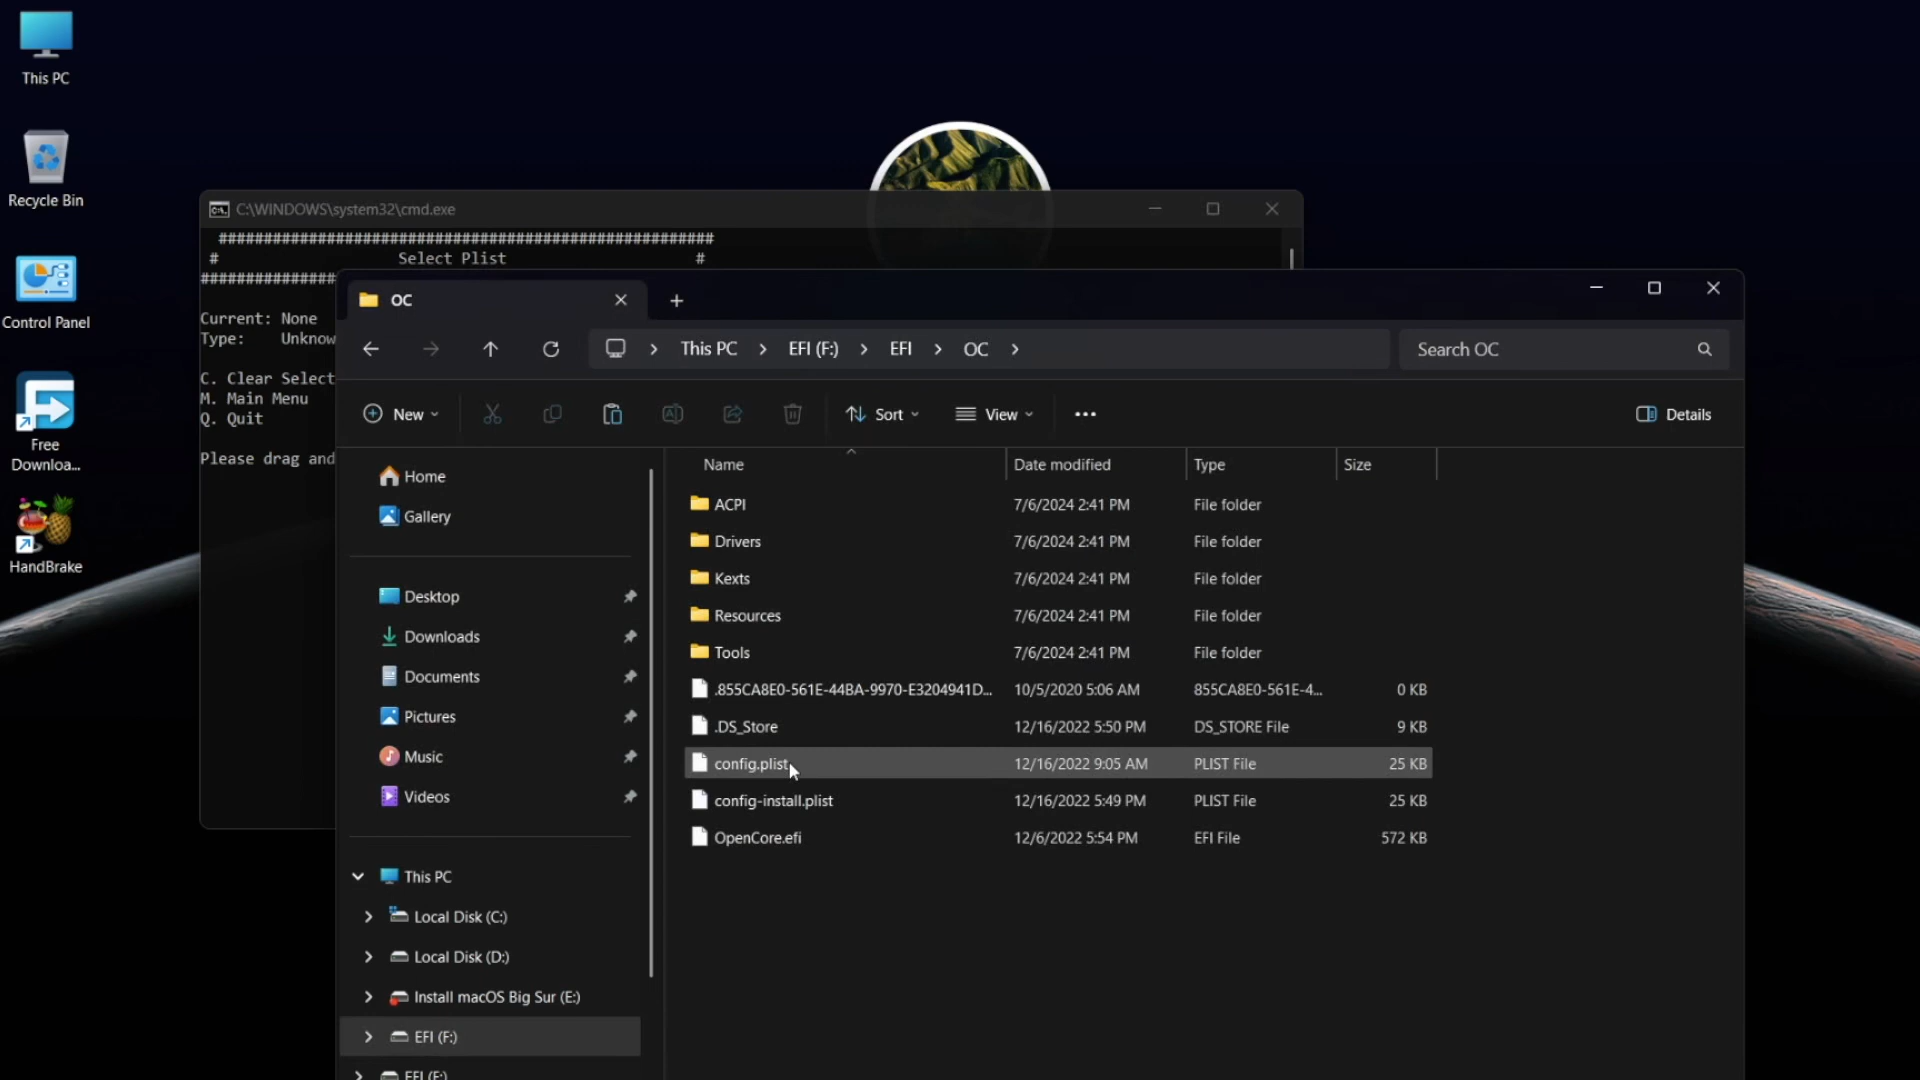 This PC
Recycle Bin
Control Panel
Free
Downloa...
HandBrake
C:\WINDOWS\system32\cmd.exe
#######################################################
# Select Plist #
###############
Current: None
Type: Unknow
C. Clear Select
M. Main Menu
Q. Quit
Please drag and
OC
This PC > EFI (F:) > EFI > OC >
Search OC
New
Sort
View
Details
Home
Gallery
Desktop
Downloads
Documents
Pictures
Music
Videos
This PC
Local Disk (C:)
Local Disk (D:)
Install macOS Big Sur (E:)
EFI (F:)
EFI (F:)
Name Date modified Type Size
ACPI 7/6/2024 2:41 PM File folder
Drivers 7/6/2024 2:41 PM File folder
Kexts 7/6/2024 2:41 PM File folder
Resources 7/6/2024 2:41 PM File folder
Tools 7/6/2024 2:41 PM File folder
.855CA8E0-561E-44BA-9970-E3204941D... 10/5/2020 5:06 AM 855CA8E0-561E-4... 0 KB
.DS_Store 12/16/2022 5:50 PM DS_STORE File 9 KB
config.plist 12/16/2022 9:05 AM PLIST File 25 KB
config-install.plist 12/16/2022 5:49 PM PLIST File 25 KB
OpenCore.efi 12/6/2022 5:54 PM EFI File 572 KB